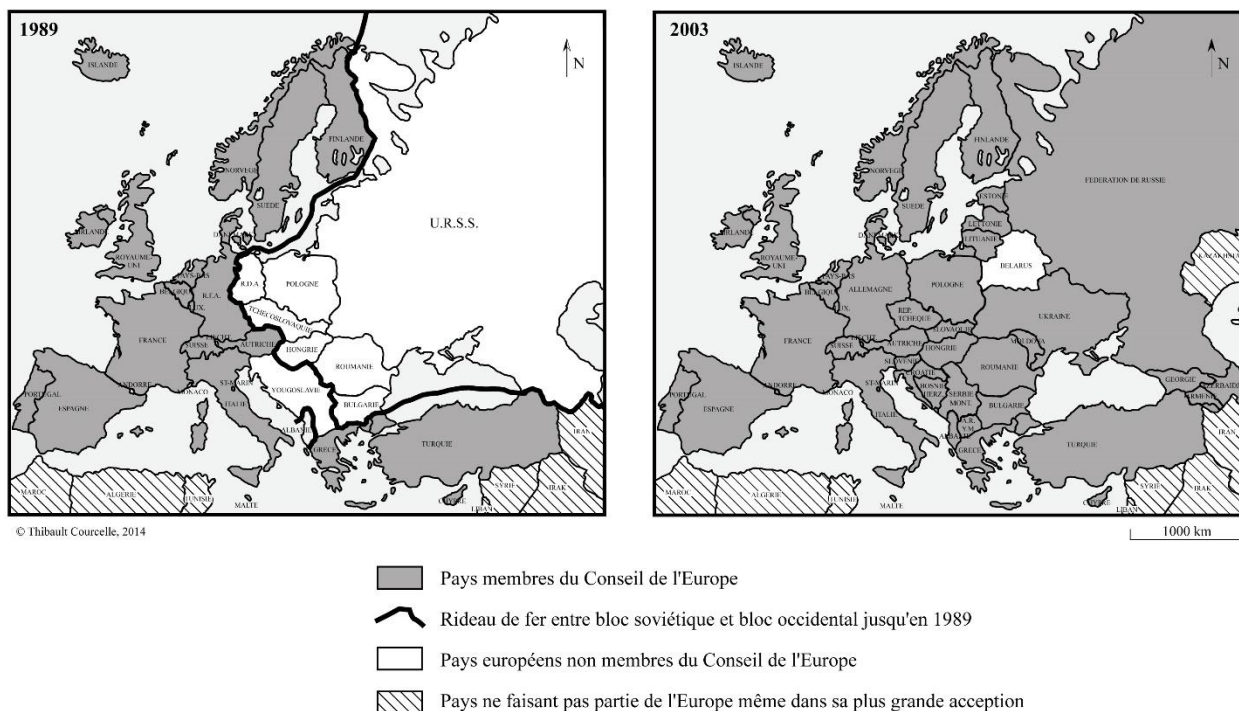 1989
N
ISLANDE
FINLANDE
NORVEGE
SUEDE
U.R.S.S.
IRLANDE
ROYAUME-
UNI
PAYS-BAS
BELGIQUE
R.F.A.
R.D.A.
POLOGNE
TCHECOSLOVAQUIE
FRANCE
SUISSE
AUTRICHE
HONGRIE
ROUMANIE
YOUGOSLAVIE
BULGARIE
ANDORRE
MONACO
ST-MARIN
ITALIE
ALBANIE
GRECE
TURQUIE
PORTUGAL
ESPAGNE
MAROC
ALGERIE
TUNISIE
MALTE
CHYPRE
SYRIE
LIBAN
IRAK
IRAN
© Thibault Courcelle, 2014
2003
N
ISLANDE
FINLANDE
NORVEGE
SUEDE
ESTONIE
LETTONIE
LITUANIE
FEDERATION DE RUSSIE
BELARUS
IRLANDE
ROYAUME-
UNI
PAYS-BAS
BELGIQUE
ALLEMAGNE
POLOGNE
REP.
TCHEQUE
SLOVAQUIE
UKRAINE
FRANCE
SUISSE
AUTRICHE
HONGRIE
SLOVENIE
CROATIE
BOSNIE
HERZ.
SERBIE
MONT.
ROUMANIE
MOLDOVA
BULGARIE
ANDORRE
MONACO
ST-MARIN
ITALIE
GRECE
TURQUIE
GEORGIE
ARMENIE
PORTUGAL
ESPAGNE
MAROC
ALGERIE
TUNISIE
MALTE
CHYPRE
SYRIE
LIBAN
IRAK
IRAN
1000 km
Pays membres du Conseil de l'Europe
Rideau de fer entre bloc soviétique et bloc occidental jusqu'en 1989
Pays européens non membres du Conseil de l'Europe
Pays ne faisant pas partie de l'Europe même dans sa plus grande acception